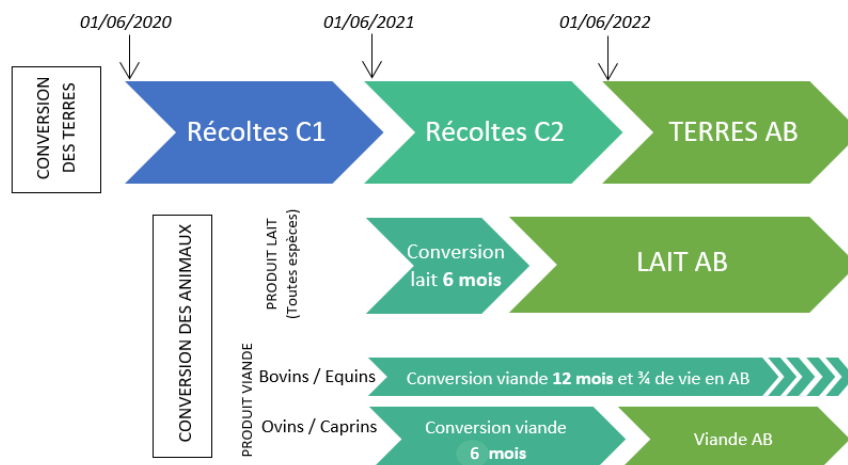 01/06/2020
01/06/2021
01/06/2022
CONVERSION
DES TERRES
Récoltes C1
Récoltes C2
TERRES AB
CONVERSION DES ANIMAUX
PRODUIT LAIT
(Toutes espèces)
Conversion
lait 6 mois
LAIT AB
PRODUIT VIANDE
Bovins / Equins
Conversion viande 12 mois et ¾ de vie en AB
Ovins / Caprins
Conversion viande
6 mois
Viande AB